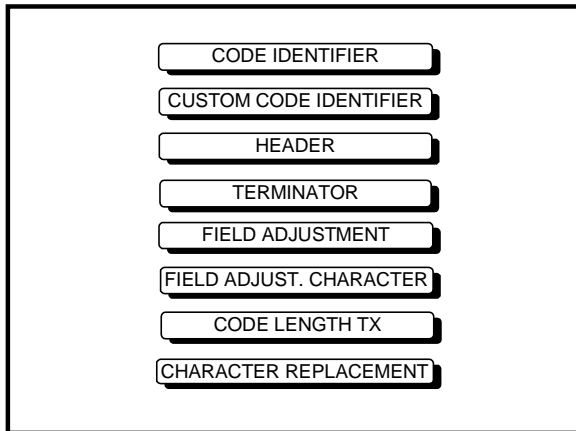 CODE IDENTIFIER
CUSTOM CODE IDENTIFIER
HEADER
TERMINATOR
FIELD ADJUSTMENT
FIELD ADJUST. CHARACTER
CODE LENGTH TX
CHARACTER REPLACEMENT